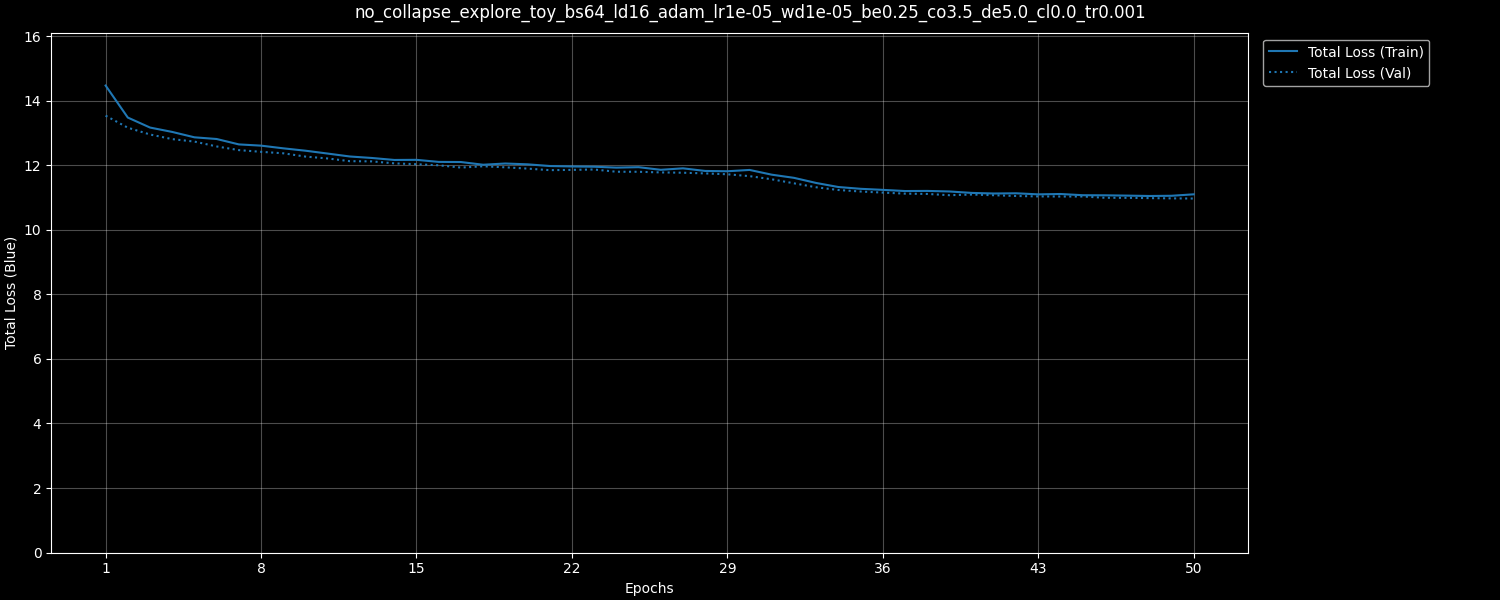 no_collapse_explore_toy_bs64_ld16_adam_lr1e-05_wd1e-05_be0.25_co3.5_de5.0_cl0.0_tr0.001
Total Loss (Train)
Total Loss (Val)
Total Loss (Blue)
16
14
12
10
8
6
4
2
0
1 8 15 22 29 36 43 50
Epochs